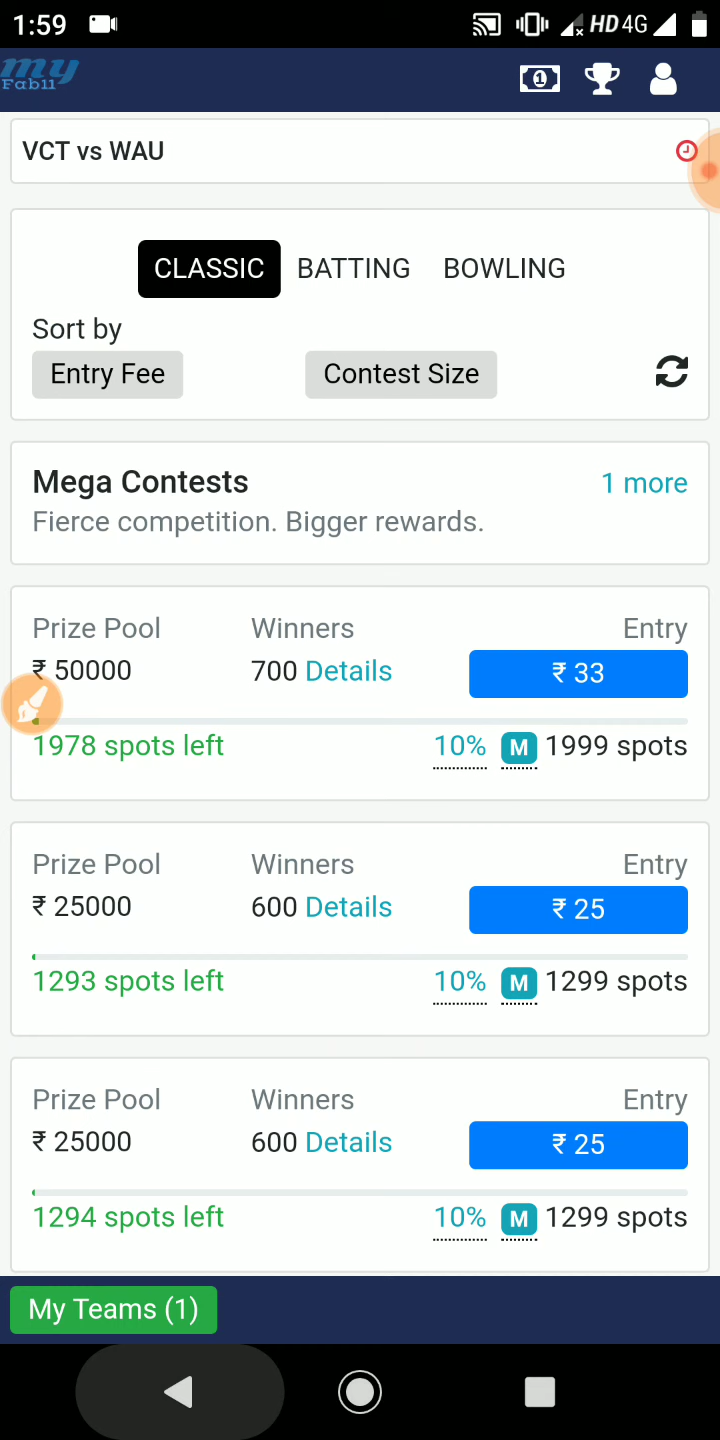 1:59 HD 4G
my
Fab11
VCT vs WAU
CLASSIC BATTING BOWLING
Sort by
Entry Fee Contest Size
Mega Contests 1 more
Fierce competition. Bigger rewards.
Prize Pool Winners Entry
₹ 50000 700 Details ₹ 33
1978 spots left 10% M 1999 spots
Prize Pool Winners Entry
₹ 25000 600 Details ₹ 25
1293 spots left 10% M 1299 spots
Prize Pool Winners Entry
₹ 25000 600 Details ₹ 25
1294 spots left 10% M 1299 spots
My Teams (1)